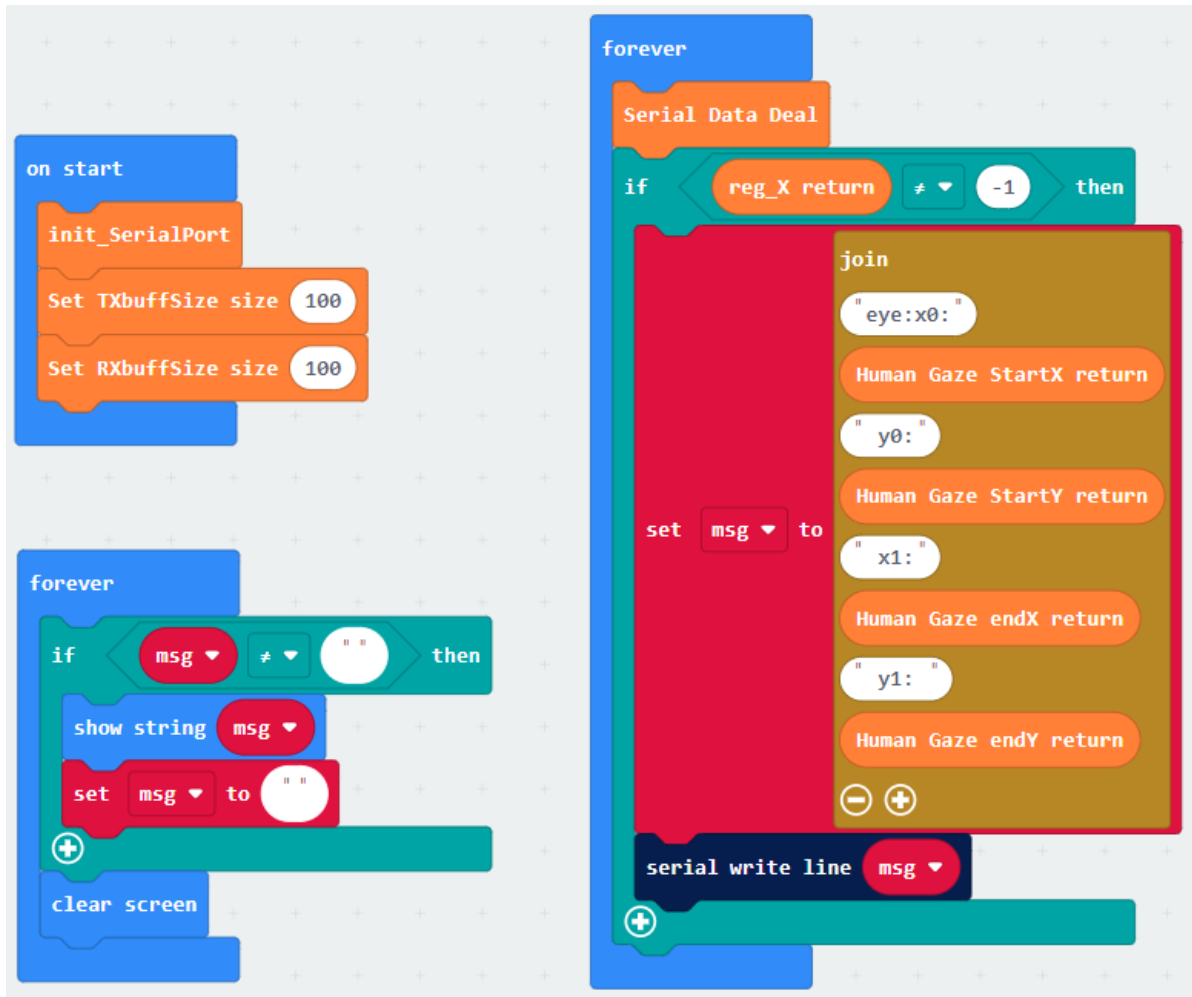 on start
init_SerialPort
Set TXbuffSize size 100
Set RXbuffSize size 100
forever
if msg ≠ " " then
show string msg
set msg to " "
clear screen
forever
Serial Data Deal
if reg_X return ≠ -1 then
set msg to
join
"eye:x0:"
Human Gaze StartX return
" y0:"
Human Gaze StartY return
" x1:"
Human Gaze endX return
" y1: "
Human Gaze endY return
serial write line msg